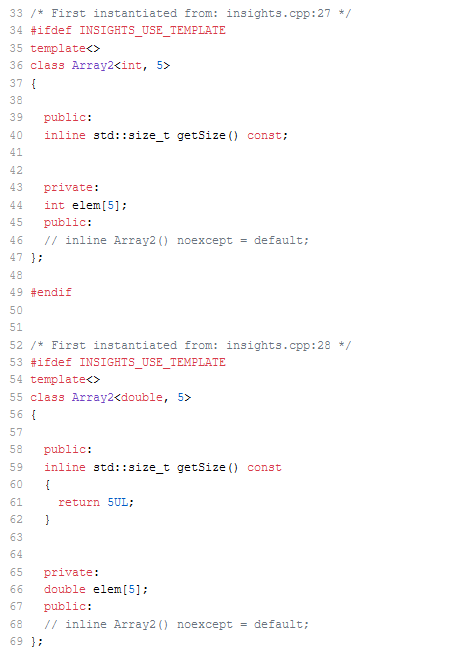 33 /* First instantiated from: insights.cpp:27 */
34 #ifdef INSIGHTS_USE_TEMPLATE
35 template<>
36 class Array2<int, 5>
37 {
38
39   public:
40   inline std::size_t getSize() const;
41
42
43   private:
44   int elem[5];
45   public:
46   // inline Array2() noexcept = default;
47 };
48
49 #endif
50
51
52 /* First instantiated from: insights.cpp:28 */
53 #ifdef INSIGHTS_USE_TEMPLATE
54 template<>
55 class Array2<double, 5>
56 {
57
58   public:
59   inline std::size_t getSize() const
60   {
61     return 5UL;
62   }
63
64
65   private:
66   double elem[5];
67   public:
68   // inline Array2() noexcept = default;
69 };